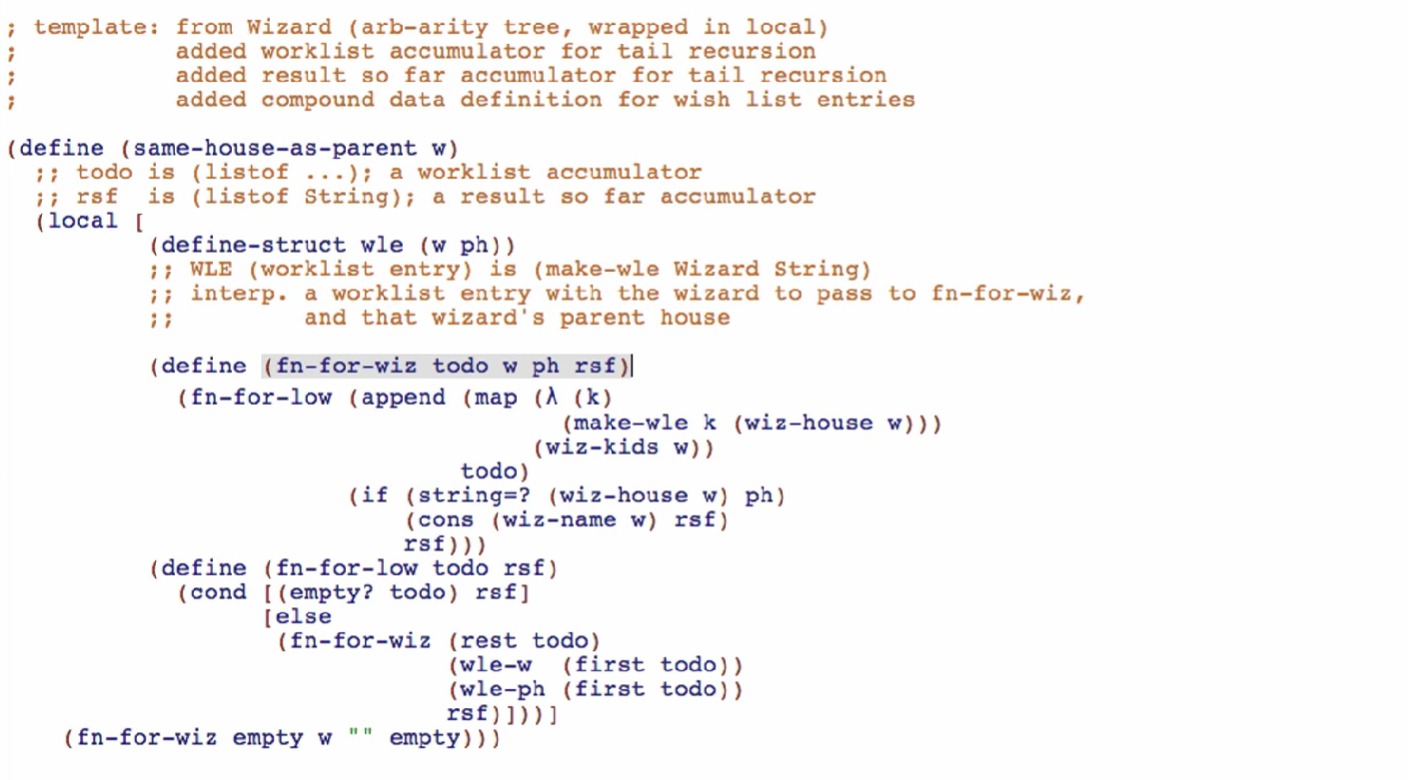 ; template: from Wizard (arb-arity tree, wrapped in local)
;           added worklist accumulator for tail recursion
;           added result so far accumulator for tail recursion
;           added compound data definition for wish list entries

(define (same-house-as-parent w)
  ;; todo is (listof ...); a worklist accumulator
  ;; rsf  is (listof String); a result so far accumulator
  (local [
          (define-struct wle (w ph))
          ;; WLE (worklist entry) is (make-wle Wizard String)
          ;; interp. a worklist entry with the wizard to pass to fn-for-wiz,
          ;;         and that wizard's parent house

          (define (fn-for-wiz todo w ph rsf)
            (fn-for-low (append (map (λ (k)
                                       (make-wle k (wiz-house w)))
                                     (wiz-kids w))
                                todo)
                        (if (string=? (wiz-house w) ph)
                            (cons (wiz-name w) rsf)
                            rsf)))
          (define (fn-for-low todo rsf)
            (cond [(empty? todo) rsf]
                  [else
                   (fn-for-wiz (rest todo)
                               (wle-w  (first todo))
                               (wle-ph (first todo))
                               rsf)]))]
    (fn-for-wiz empty w "" empty)))